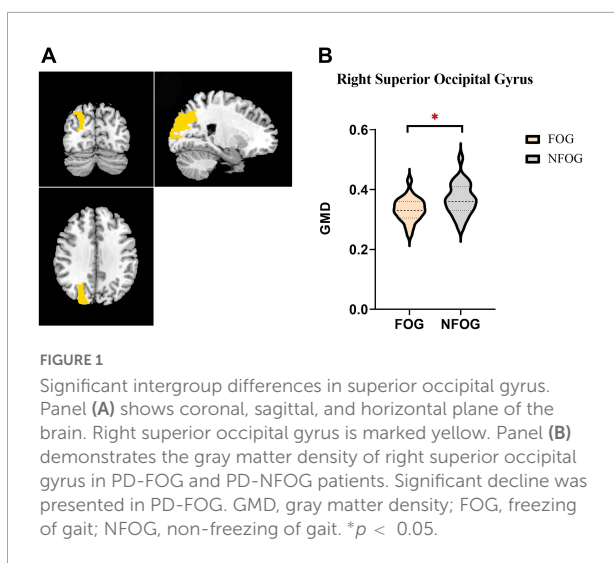 A
B
Right Superior Occipital Gyrus
*
FOG
NFOG
0.6
0.4
0.2
0.0
GMD
FOG NFOG
FIGURE 1
Significant intergroup differences in superior occipital gyrus.
Panel (A) shows coronal, sagittal, and horizontal plane of the
brain. Right superior occipital gyrus is marked yellow. Panel (B)
demonstrates the gray matter density of right superior occipital
gyrus in PD-FOG and PD-NFOG patients. Significant decline was
presented in PD-FOG. GMD, gray matter density; FOG, freezing
of gait; NFOG, non-freezing of gait. *p < 0.05.